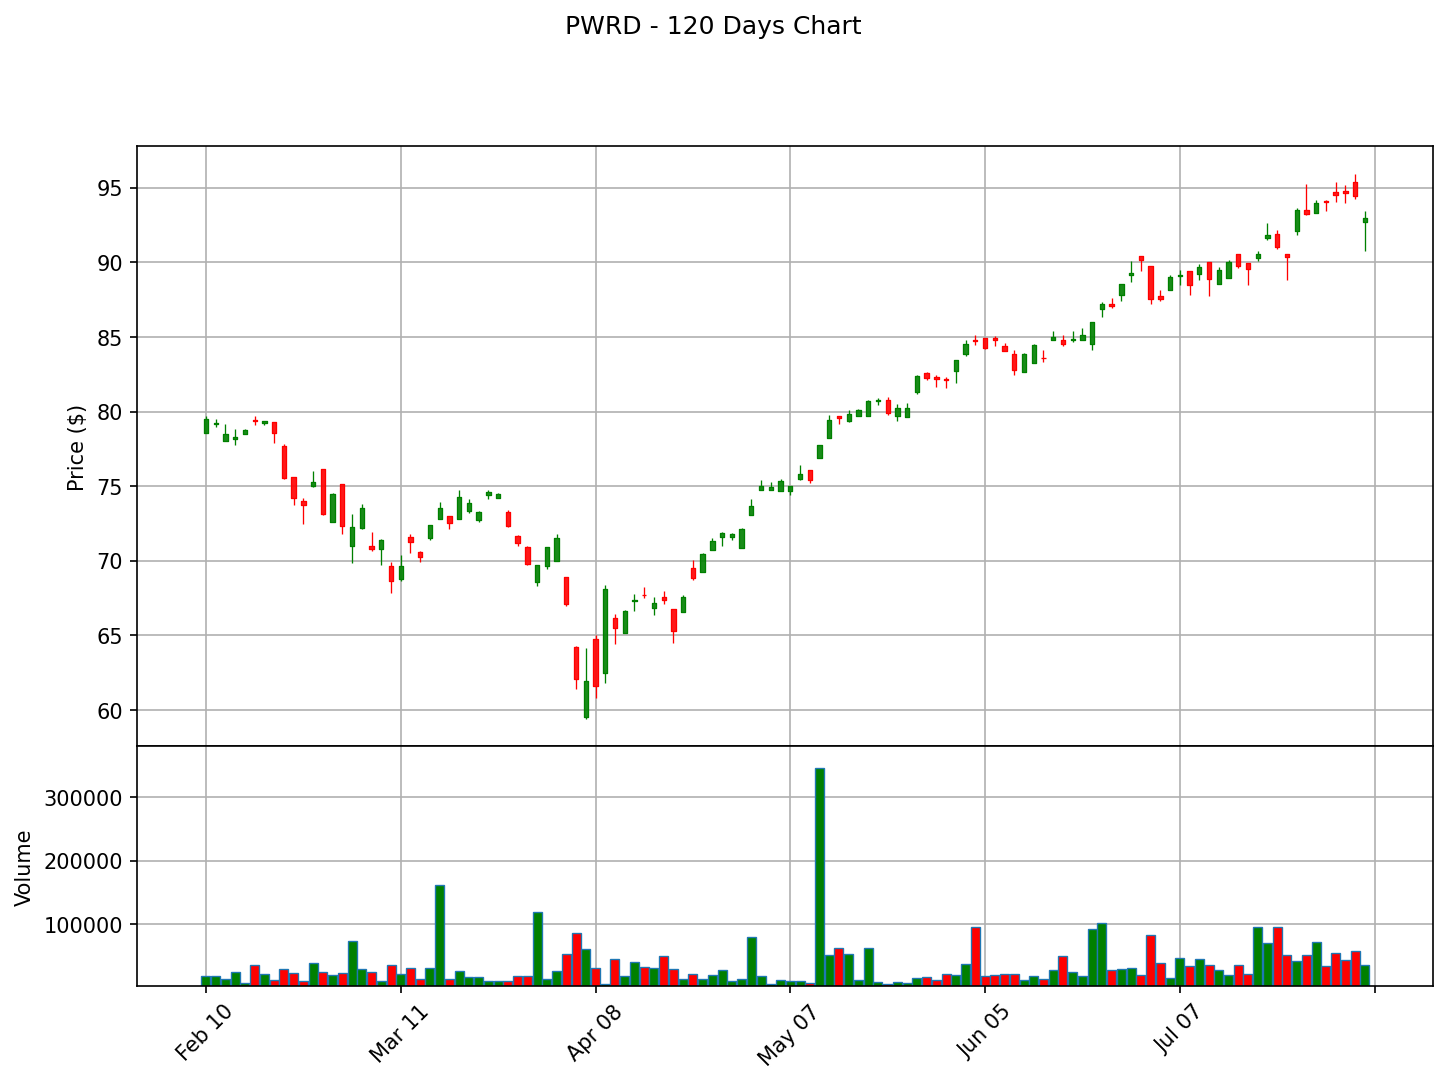 PWRD - 120 Days Chart
Price ($)
95
90
85
80
75
70
65
60
Volume
300000
200000
100000
Feb 10
Mar 11
Apr 08
May 07
Jun 05
Jul 07